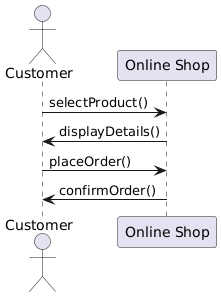 Customer
Online Shop
selectProduct()
displayDetails()
placeOrder()
confirmOrder()
Customer
Online Shop